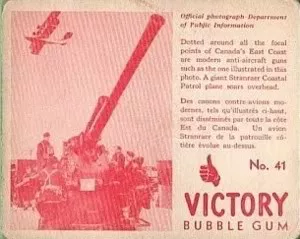 Official photograph Department
of Public Information
Dotted around all the focal
points of Canada's East Coast
are modern anti-aircraft guns
such as the one illustrated in this
photo. A giant Stranraer Coastal
Patrol plane soars overhead.
Des canons contre-avions mo-
dernes, tels qu'illustrés ci-haut,
sont disséminés par toute la côte
Est du Canada. Un avion
Stranraer de la patrouille cô-
tière évolue au-dessus.
No. 41
VICTORY
BUBBLE GUM